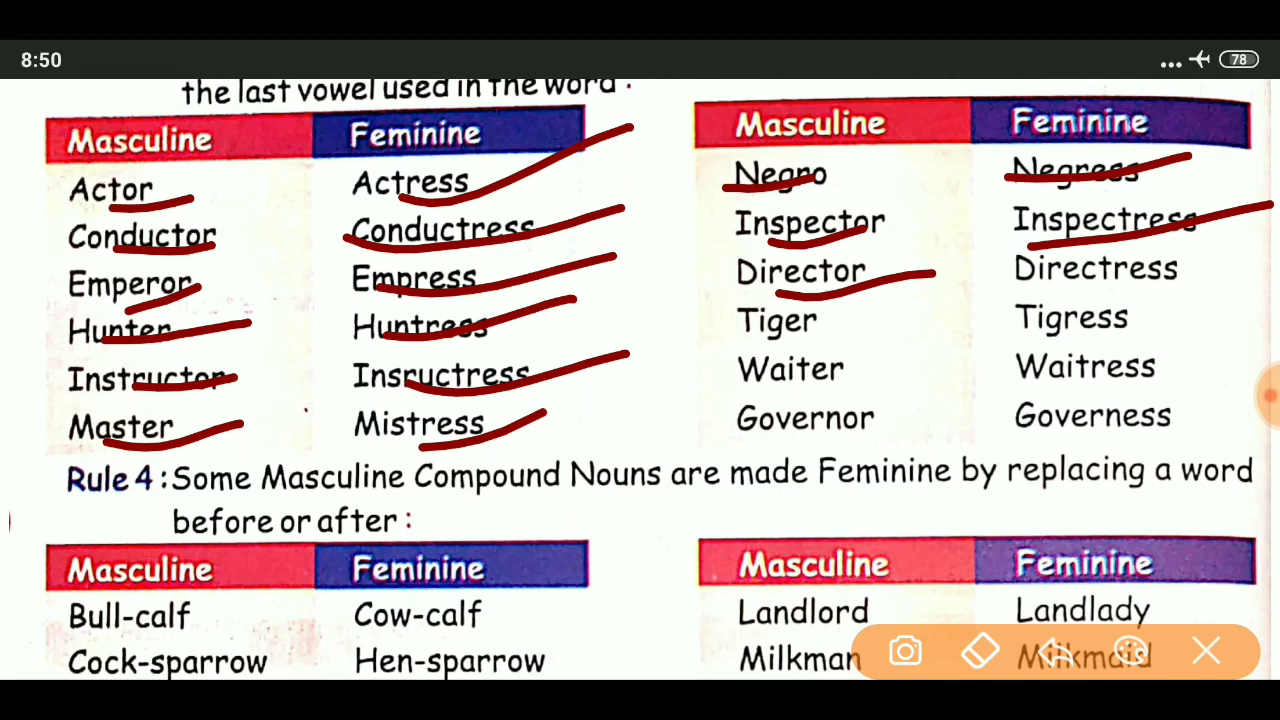 8:50
78
the last vowel used in the word :
Masculine Feminine
Actor Actress
Conductor Conductress
Emperor Empress
Hunter Huntress
Instructor Insructress
Master Mistress
Masculine Feminine
Negro Negress
Inspector Inspectress
Director Directress
Tiger Tigress
Waiter Waitress
Governor Governess
Rule 4 : Some Masculine Compound Nouns are made Feminine by replacing a word
before or after :
Masculine Feminine
Bull-calf Cow-calf
Cock-sparrow Hen-sparrow
Masculine Feminine
Landlord Landlady
Milkman Milkmaid